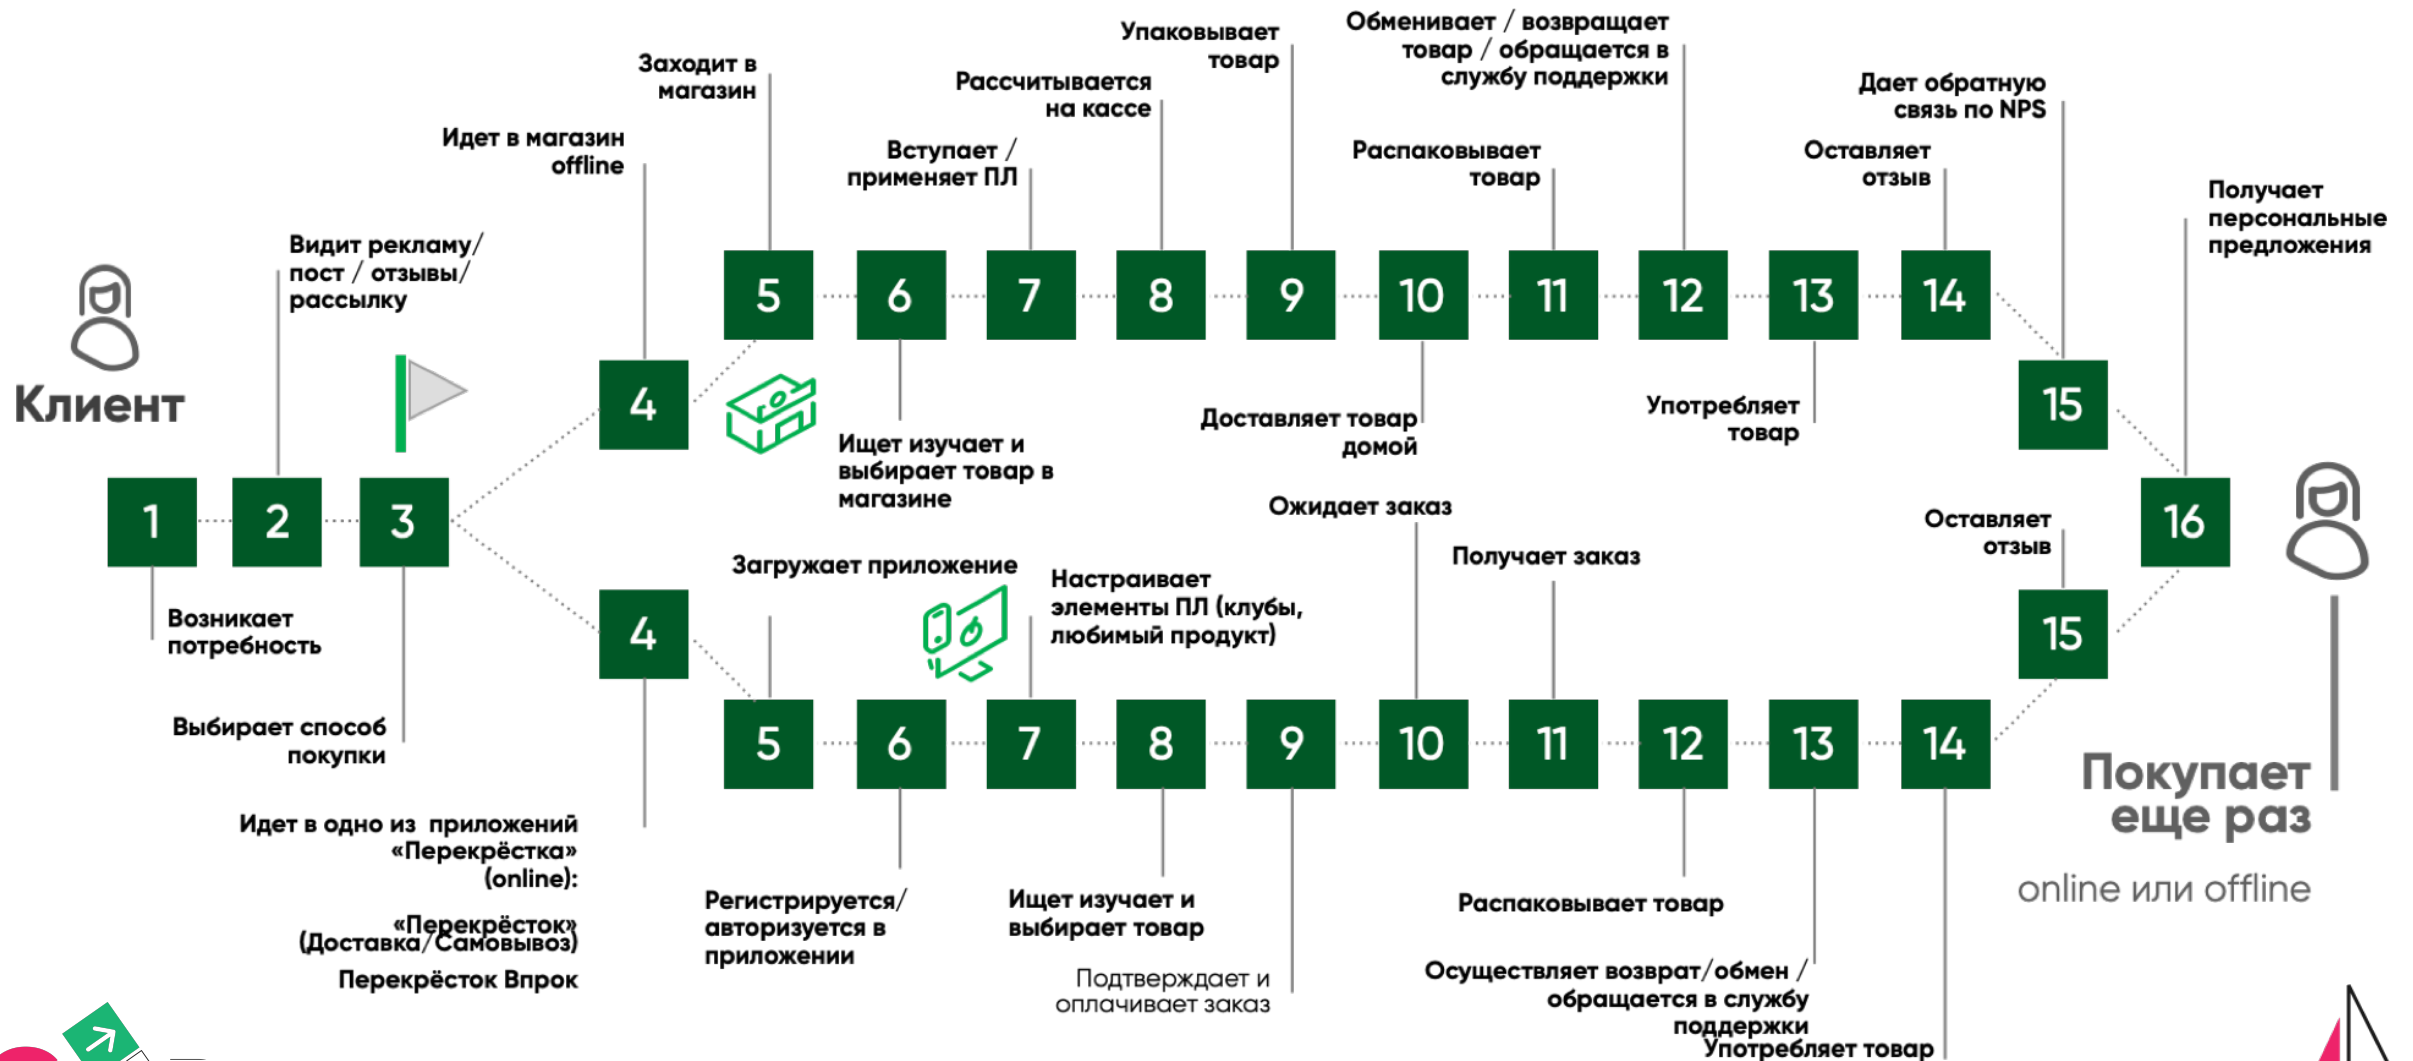 Клиент
1
Возникает
потребность
2
Видит рекламу/
пост / отзывы/
рассылку
3
Выбирает способ
покупки
4
Идет в магазин
offline
5
Заходит в
магазин
6
Ищет изучает и
выбирает товар в
магазине
7
Вступает /
применяет ПЛ
8
Рассчитывается
на кассе
9
Упаковывает
товар
10
Доставляет товар
домой
11
Распаковывает
товар
12
Обменивает / возвращает
товар / обращается в
службу поддержки
13
Употребляет
товар
14
Оставляет
отзыв
15
Дает обратную
связь по NPS
4
Идет в одно из приложений
«Перекрёстка»
(online):
«Перекрёсток»
(Доставка/Самовывоз)
Перекрёсток Впрок
5
Загружает приложение
6
Регистрируется/
авторизуется в
приложении
7
Настраивает
элементы ПЛ (клубы,
любимый продукт)
8
Ищет изучает и
выбирает товар
9
Подтверждает и
оплачивает заказ
10
Ожидает заказ
11
Получает заказ
12
Распаковывает товар
13
Осуществляет возврат/обмен /
обращается в службу
поддержки
14
Употребляет товар
15
Оставляет
отзыв
16
Получает
персональные
предложения
Покупает
еще раз
online или offline